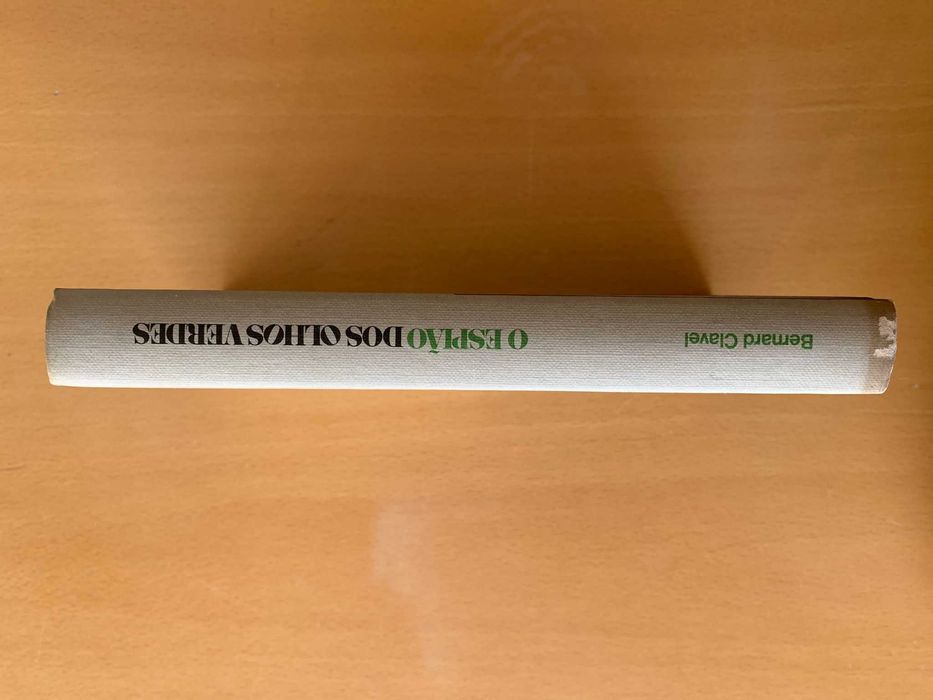 Bernard Clavel
O ESPIÃO DOS OLHOS VERDES